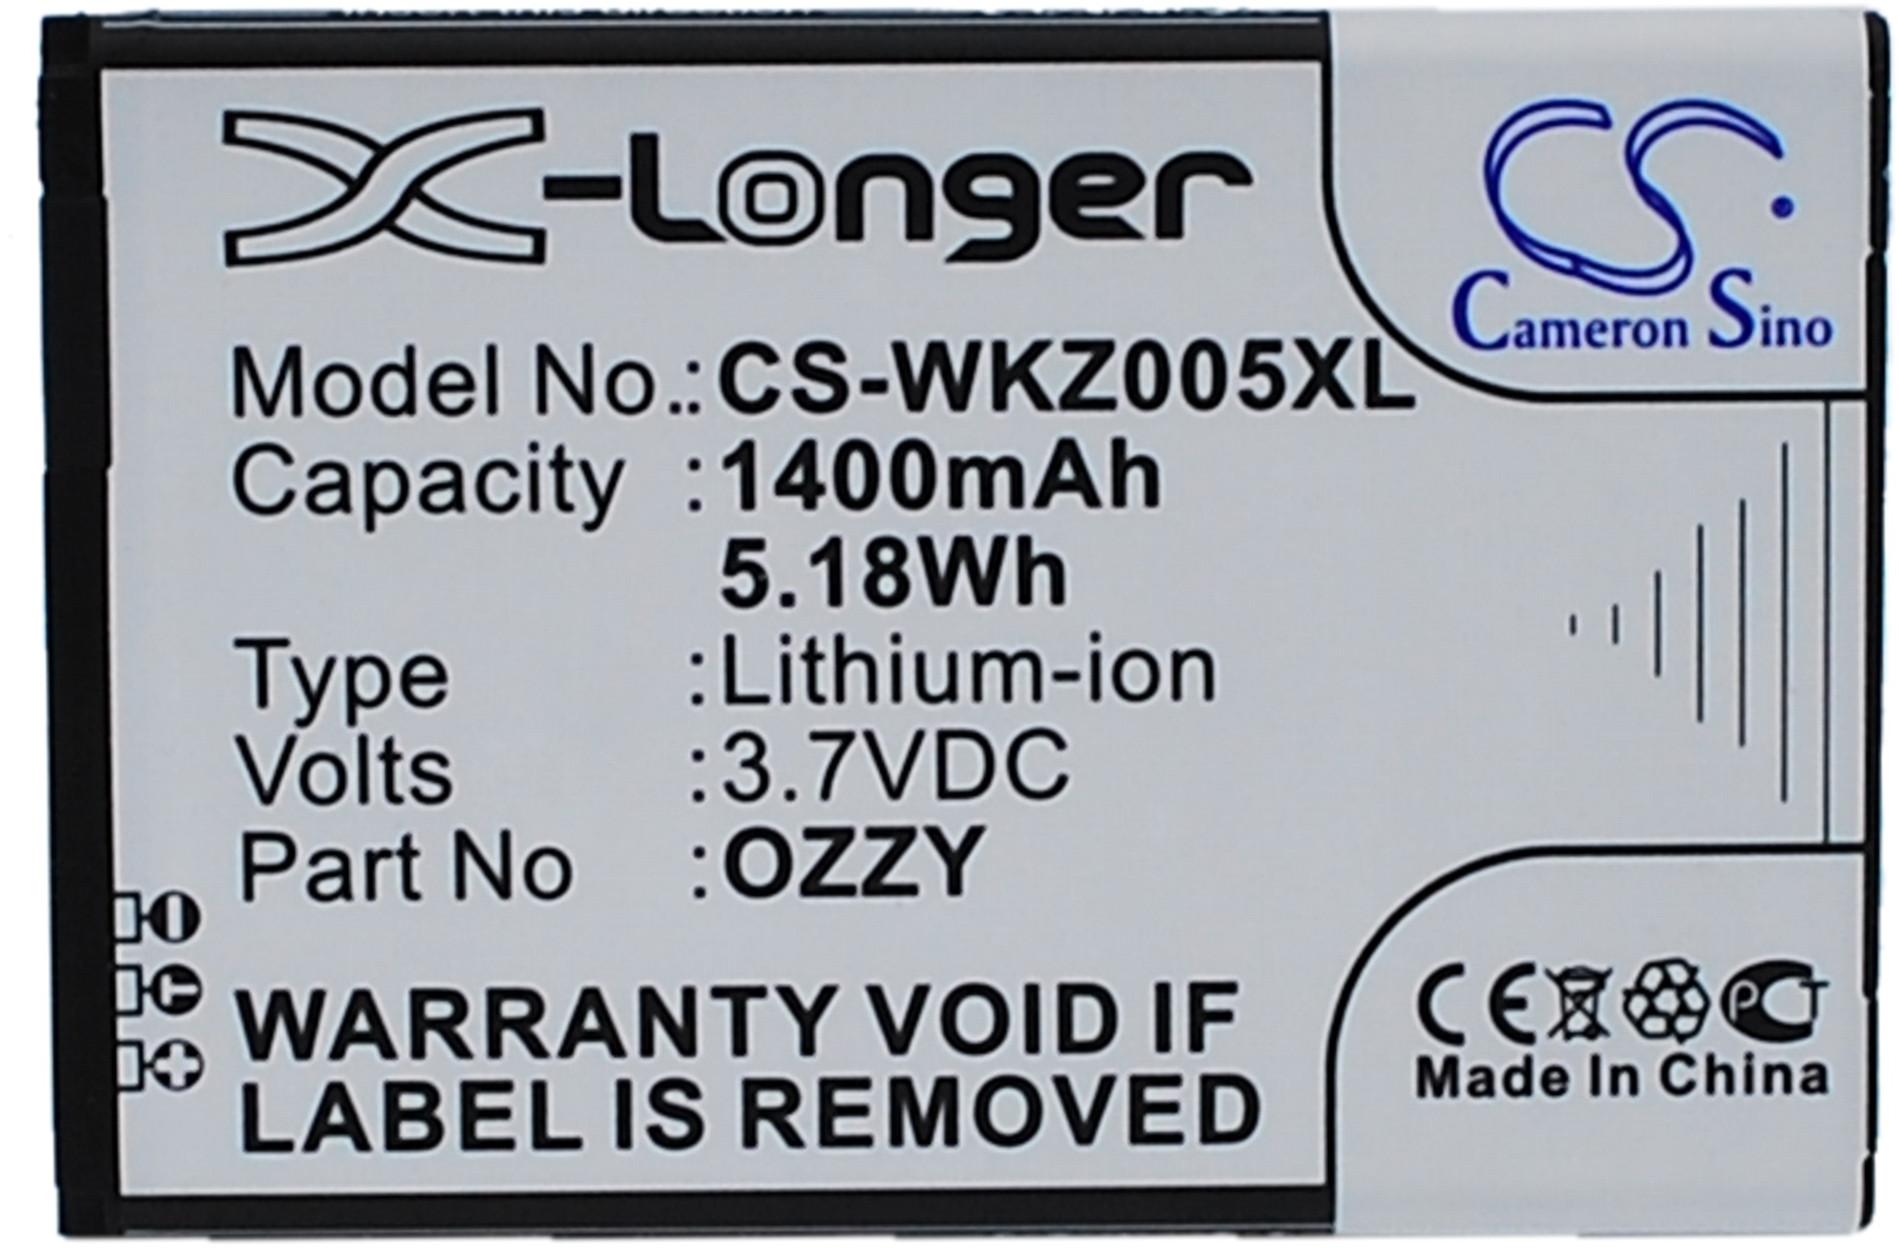 X-Longer
CS
Cameron Sino
Model No.: CS-WKZ005XL
Capacity : 1400mAh
5.18Wh
Type : Lithium-ion
Volts : 3.7VDC
Part No : OZZY
WARRANTY VOID IF
LABEL IS REMOVED
CE PCT
Made In China